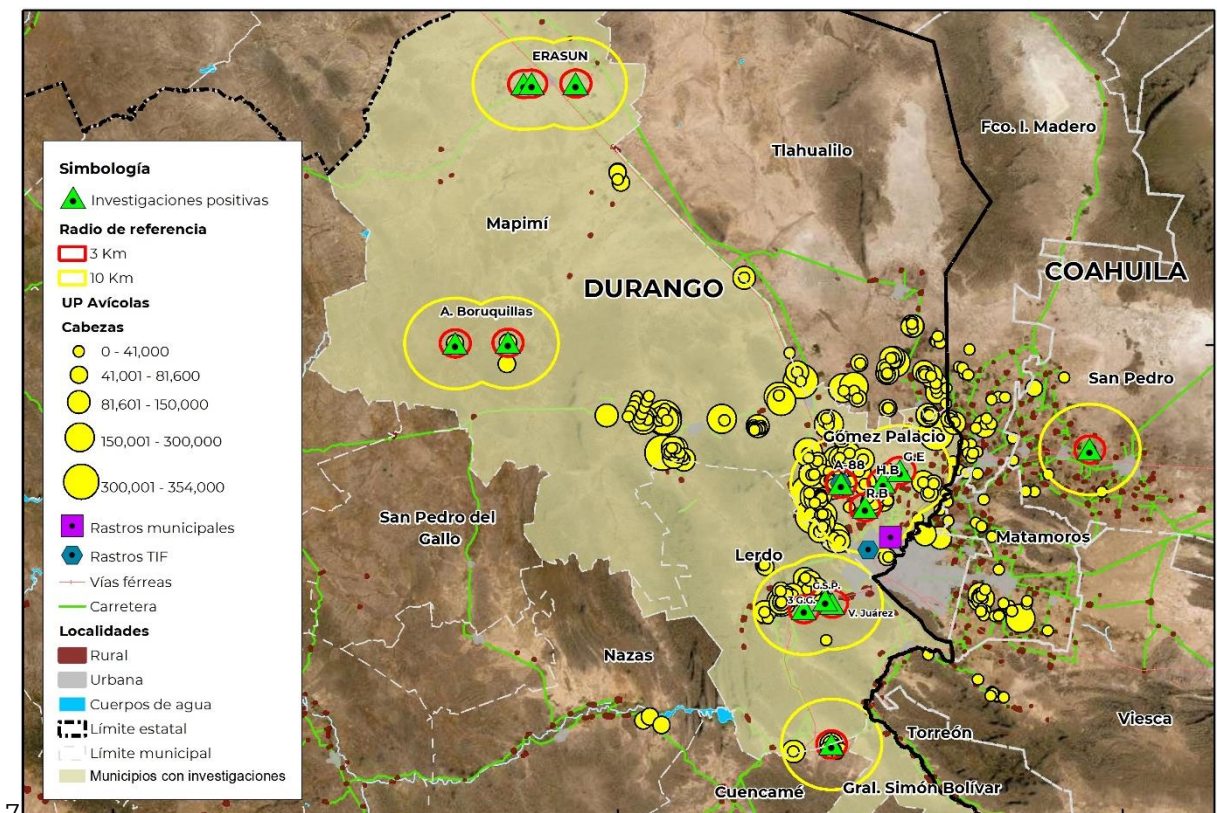 ERASUN
Fco. I. Madero
Tlahualilo
Simbología
Investigaciones positivas
Radio de referencia
3 Km
10 Km
UP Avícolas
Cabezas
0 - 41,000
41,001 - 81,600
81,601 - 150,000
150,001 - 300,000
300,001 - 354,000
Rastros municipales
Rastros TIF
Vías férreas
Carretera
Localidades
Rural
Urbana
Cuerpos de agua
Límite estatal
Límite municipal
Municipios con investigaciones
Mapimí
COAHUILA
DURANGO
A. Boruquillas
San Pedro
Gómez Palacio
G.E
A-88
H.B
R.B
San Pedro del
Gallo
Matamoros
Lerdo
G.S.P.
3 G.G.
V. Juárez
Nazas
Viesca
Torreón
Cuencamé
Gral. Simón Bolívar
7